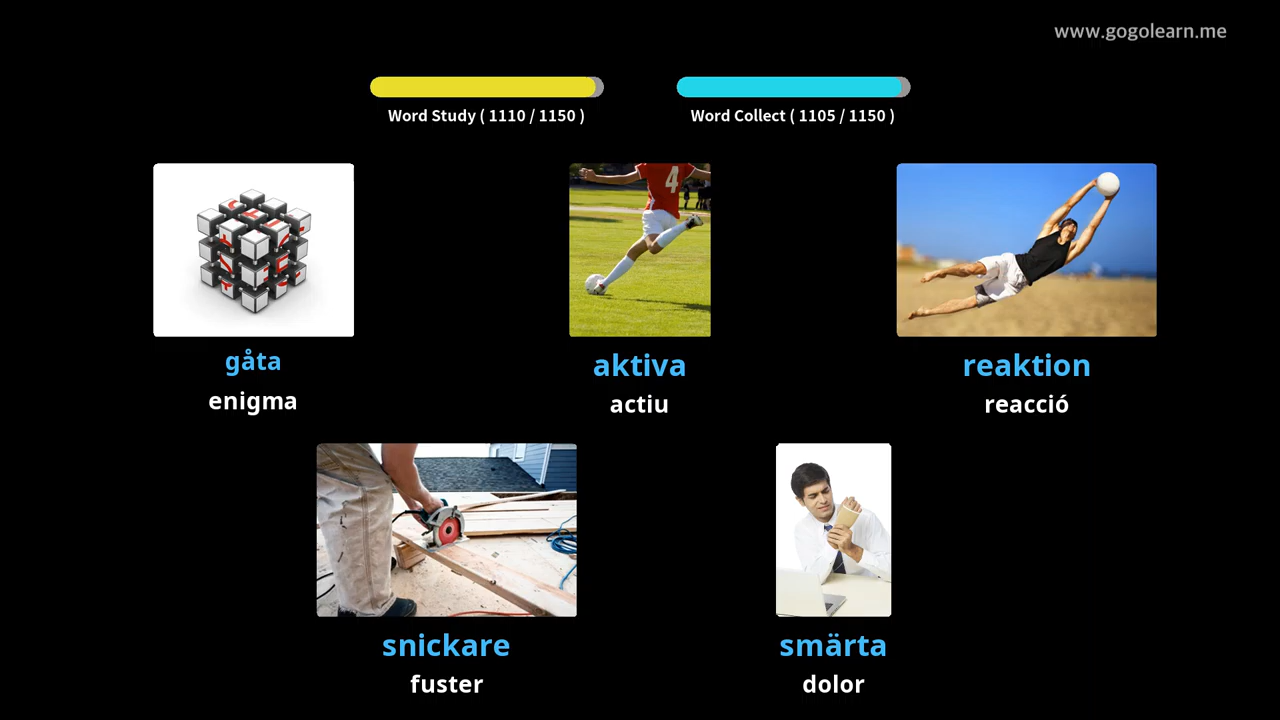 www.gogolearn.me
Word Study ( 1110 / 1150 )
Word Collect ( 1105 / 1150 )
4
gåta
enigma
aktiva
actiu
reaktion
reacció
snickare
fuster
smärta
dolor